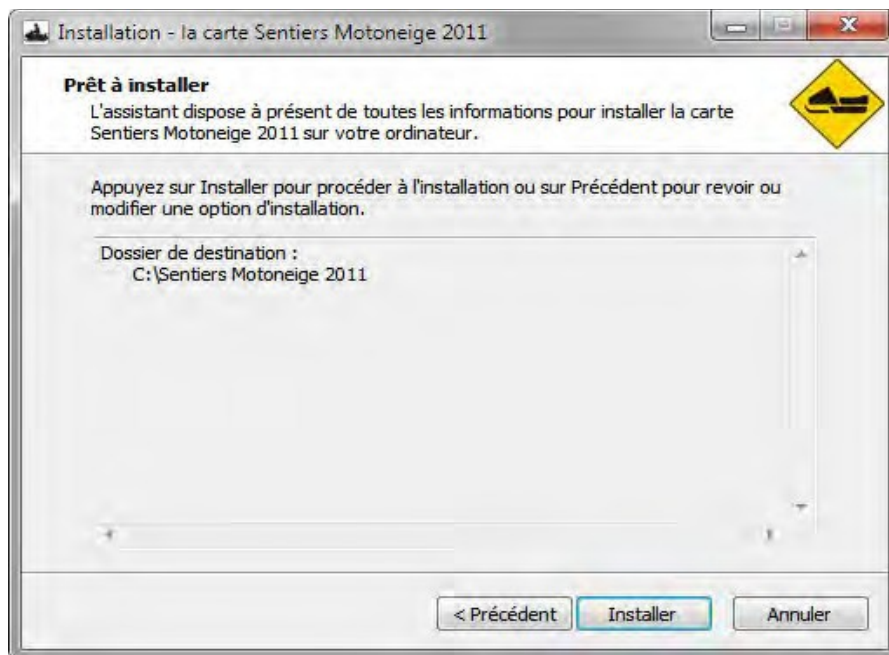 Installation - la carte Sentiers Motoneige 2011
Prêt à installer
L'assistant dispose à présent de toutes les informations pour installer la carte
Sentiers Motoneige 2011 sur votre ordinateur.
Appuyez sur Installer pour procéder à l'installation ou sur Précédent pour revoir ou
modifier une option d'installation.
Dossier de destination :
C:\Sentiers Motoneige 2011
< Précédent
Installer
Annuler